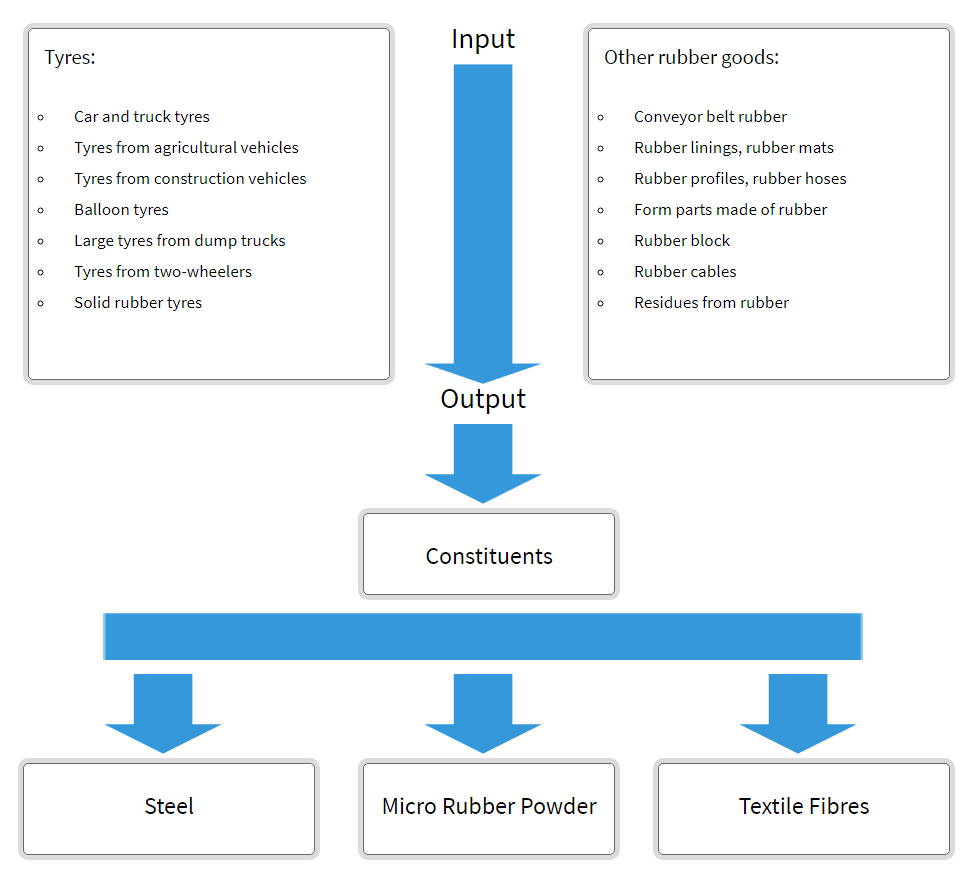 Input
Tyres:
Car and truck tyres
Tyres from agricultural vehicles
Tyres from construction vehicles
Balloon tyres
Large tyres from dump trucks
Tyres from two-wheelers
Solid rubber tyres
Other rubber goods:
Conveyor belt rubber
Rubber linings, rubber mats
Rubber profiles, rubber hoses
Form parts made of rubber
Rubber block
Rubber cables
Residues from rubber
Output
Constituents
Steel
Micro Rubber Powder
Textile Fibres